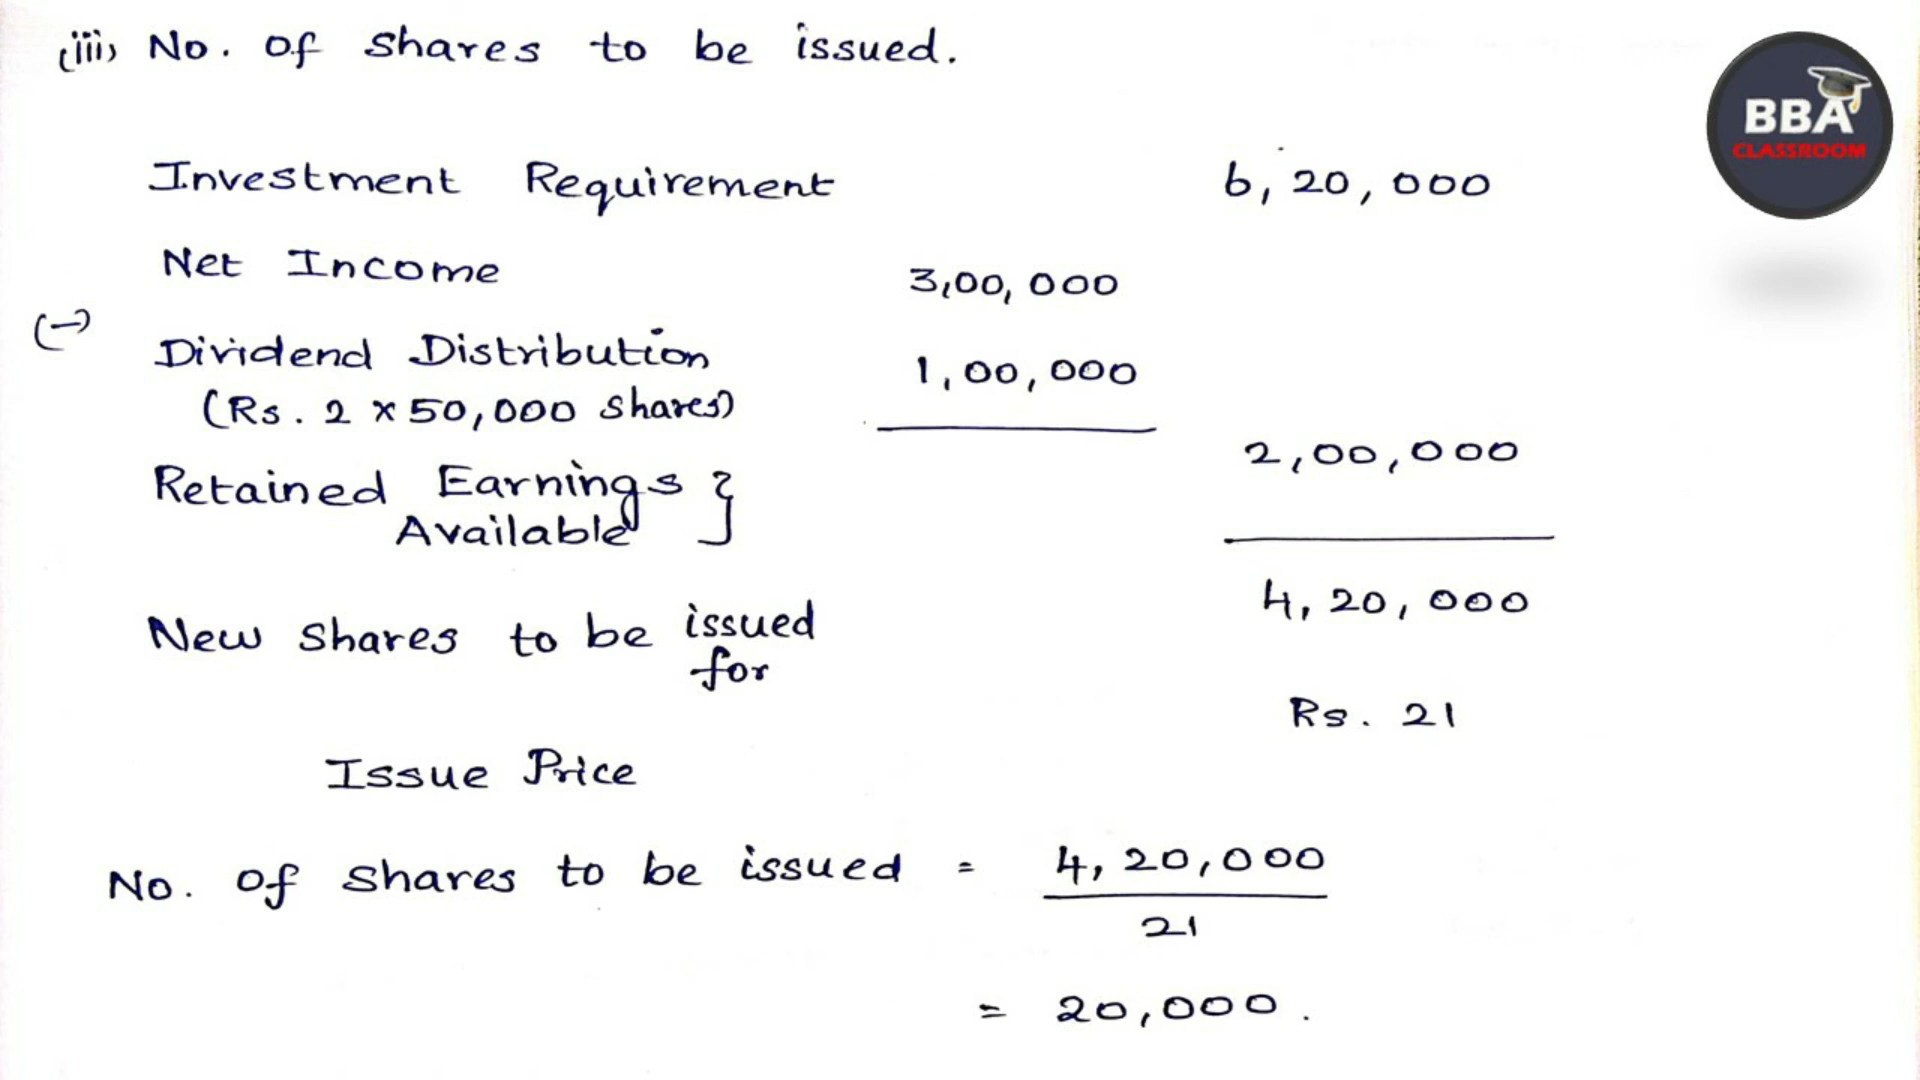 (iii) No. of shares to be issued.
BBA
CLASSROOM
Investment Requirement 6,20,000
Net Income 3,00,000
(-) Dividend Distribution 1,00,000
(Rs. 2 x 50,000 shares)
2,00,000
Retained Earnings }
Available
New shares to be issued 4,20,000
for
Rs. 21
Issue Price
No. of shares to be issued = 4,20,000
21
= 20,000.